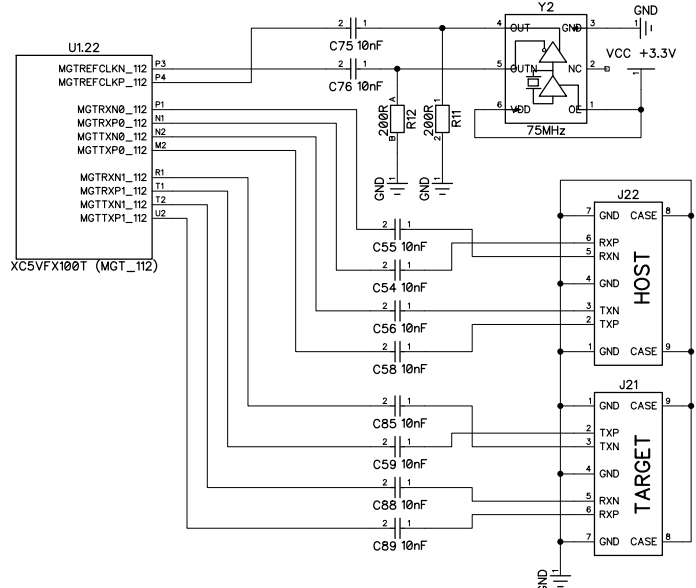 U1.22
MGTREFCLKN_112 P3
MGTREFCLKP_112 P4
MGTRXN0_112 P1
MGTRXP0_112 N1
MGTTXN0_112 N2
MGTTXP0_112 M2
MGTRXN1_112 R1
MGTRXP1_112 T1
MGTTXN1_112 T2
MGTTXP1_112 U2
XC5VFX100T (MGT_112)
2 1
C75 10nF
2 1
C76 10nF
A
200R
R12
B
GND
1
1
200R
R11
2
GND
1
Y2
4 OUT GND 3
5 OUTN NC 2
6 VDD OE 1
75MHz
1
GND
VCC +3.3V
1
2 1
C55 10nF
2 1
C54 10nF
2 1
C56 10nF
2 1
C58 10nF
2 1
C85 10nF
2 1
C59 10nF
2 1
C88 10nF
2 1
C89 10nF
J22
7 GND CASE 8
6 RXP
5 RXN
4 GND
3 TXN
2 TXP
1 GND CASE 9
HOST
J21
1 GND CASE 9
2 TXP
3 TXN
4 GND
5 RXN
6 RXP
7 GND CASE 8
TARGET
GND
1